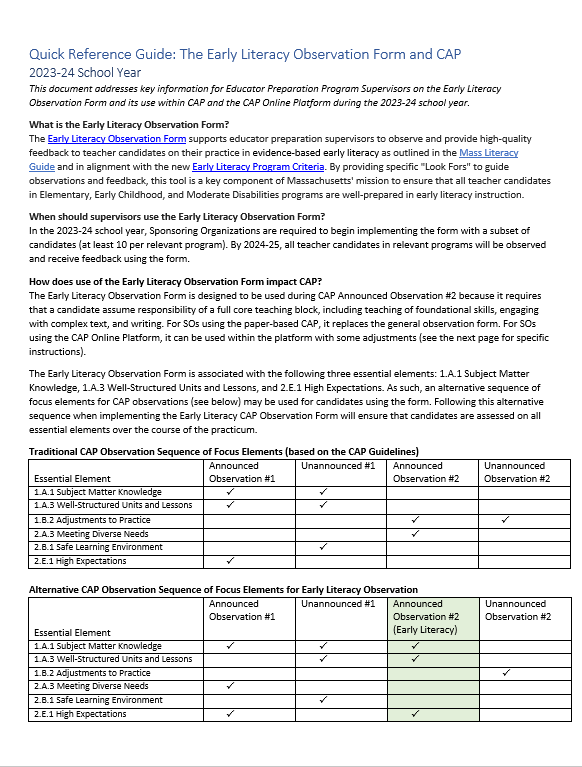 Quick Reference Guide: The Early Literacy Observation Form and CAP
2023-24 School Year
This document addresses key information for Educator Preparation Program Supervisors on the Early Literacy
Observation Form and its use within CAP and the CAP Online Platform during the 2023-24 school year.
What is the Early Literacy Observation Form?
The Early Literacy Observation Form supports educator preparation supervisors to observe and provide high-quality
feedback to teacher candidates on their practice in evidence-based early literacy as outlined in the Mass Literacy
Guide and in alignment with the new Early Literacy Program Criteria. By providing specific "Look Fors" to guide
observations and feedback, this tool is a key component of Massachusetts' mission to ensure that all teacher candidates
in Elementary, Early Childhood, and Moderate Disabilities programs are well-prepared in early literacy instruction.
When should supervisors use the Early Literacy Observation Form?
In the 2023-24 school year, Sponsoring Organizations are required to begin implementing the form with a subset of
candidates (at least 10 per relevant program). By 2024-25, all teacher candidates in relevant programs will be observed
and receive feedback using the form.
How does use of the Early Literacy Observation Form impact CAP?
The Early Literacy Observation Form is designed to be used during CAP Announced Observation #2 because it requires
that a candidate assume responsibility of a full core teaching block, including teaching of foundational skills, engaging
with complex text, and writing. For SOs using the paper-based CAP, it replaces the general observation form. For SOs
using the CAP Online Platform, it can be used within the platform with some adjustments (see the next page for specific
instructions).
The Early Literacy Observation Form is associated with the following three essential elements: 1.A.1 Subject Matter
Knowledge, 1.A.3 Well-Structured Units and Lessons, and 2.E.1 High Expectations. As such, an alternative sequence of
focus elements for CAP observations (see below) may be used for candidates using the form. Following this alternative
sequence when implementing the Early Literacy CAP Observation Form will ensure that candidates are assessed on all
essential elements over the course of the practicum.
Traditional CAP Observation Sequence of Focus Elements (based on the CAP Guidelines)
Essential Element Announced Observation #1 Unannounced #1 Announced Observation #2 Unannounced Observation #2
1.A.1 Subject Matter Knowledge ✓ ✓
1.A.3 Well-Structured Units and Lessons ✓ ✓
1.B.2 Adjustments to Practice ✓ ✓
2.A.3 Meeting Diverse Needs ✓
2.B.1 Safe Learning Environment ✓
2.E.1 High Expectations ✓
Alternative CAP Observation Sequence of Focus Elements for Early Literacy Observation
Essential Element Announced Observation #1 Unannounced #1 Announced Observation #2 (Early Literacy) Unannounced Observation #2
1.A.1 Subject Matter Knowledge ✓ ✓ ✓
1.A.3 Well-Structured Units and Lessons ✓ ✓
1.B.2 Adjustments to Practice ✓
2.A.3 Meeting Diverse Needs ✓
2.B.1 Safe Learning Environment ✓
2.E.1 High Expectations ✓ ✓